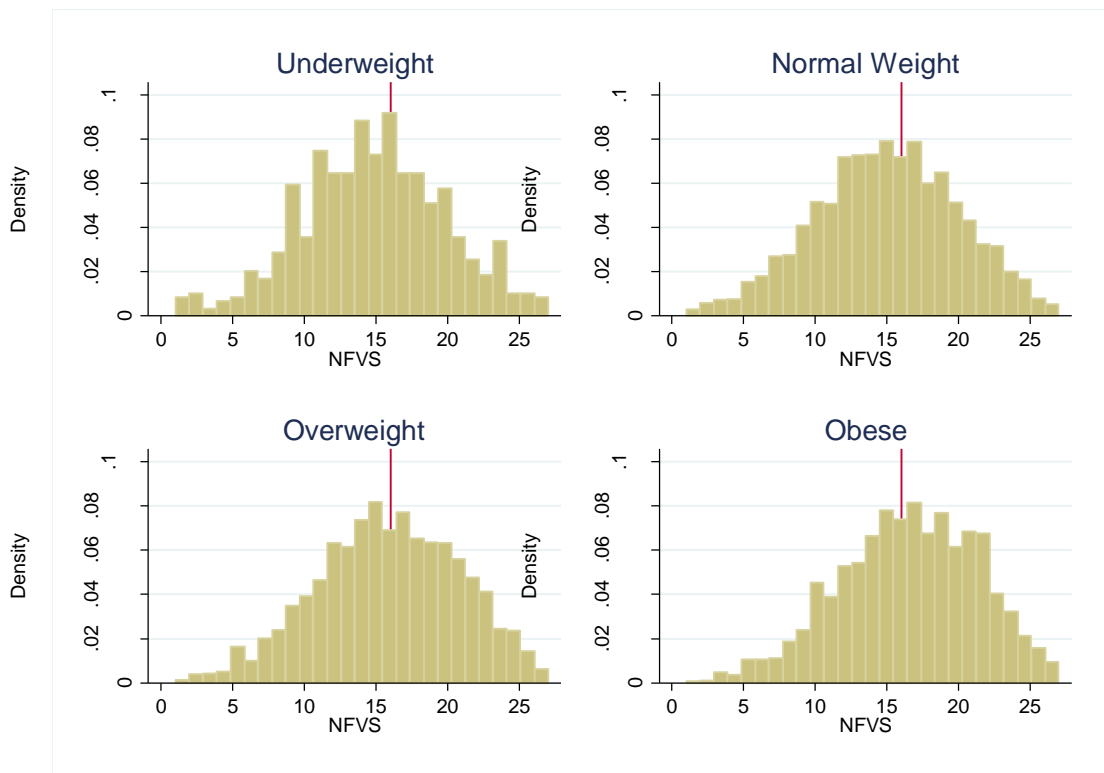 Underweight
Density
0 .02 .04 .06 .08 .1
0 5 10 15 20 25
NFVS
Normal Weight
Density
0 .02 .04 .06 .08 .1
0 5 10 15 20 25
NFVS
Overweight
Density
0 .02 .04 .06 .08 .1
0 5 10 15 20 25
NFVS
Obese
Density
0 .02 .04 .06 .08 .1
0 5 10 15 20 25
NFVS